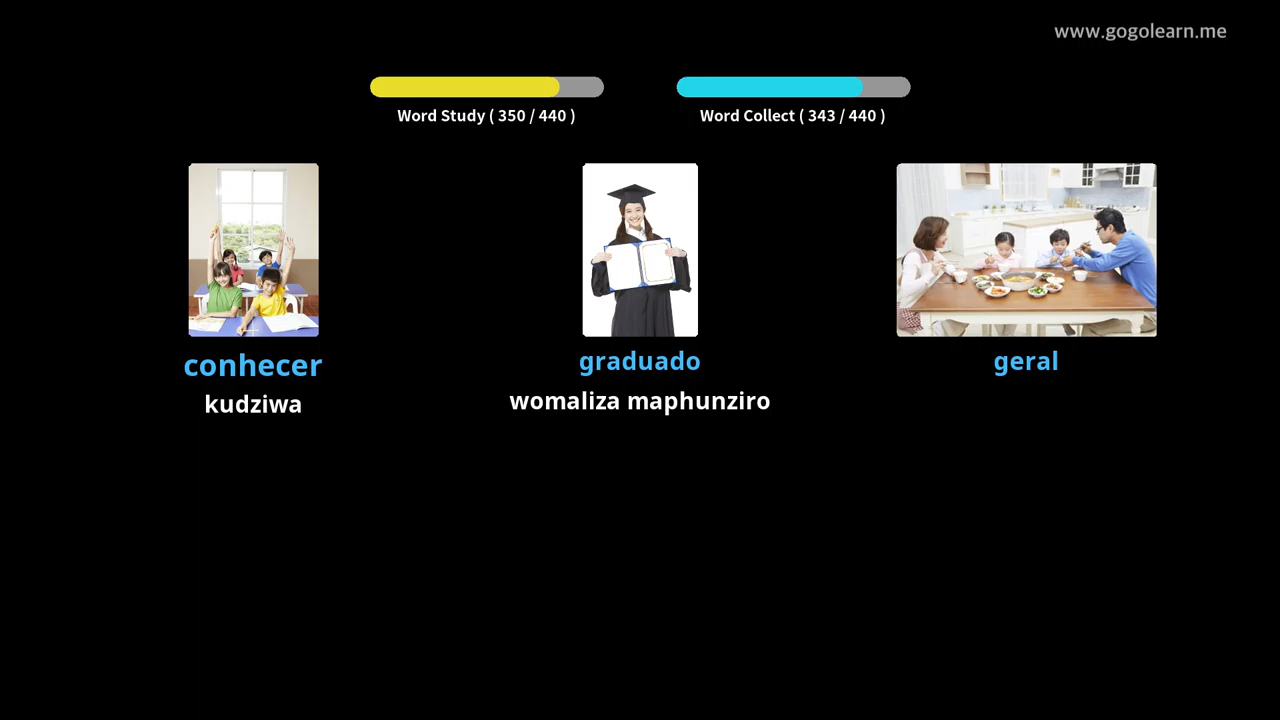 www.gogolearn.me
Word Study ( 350 / 440 )
Word Collect ( 343 / 440 )
conhecer
graduado
geral
kudziwa
womaliza maphunziro